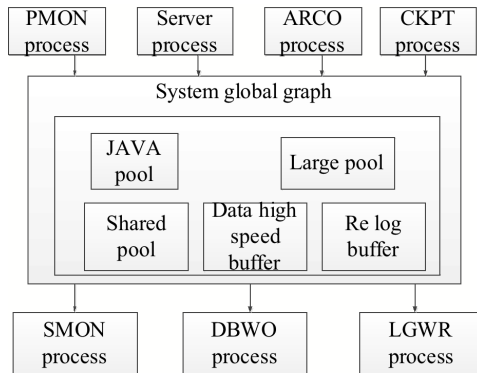 PMON
process
Server
process
ARCO
process
CKPT
process
System global graph
JAVA
pool
Large pool
Shared
pool
Data high
speed
buffer
Re log
buffer
SMON
process
DBWO
process
LGWR
process